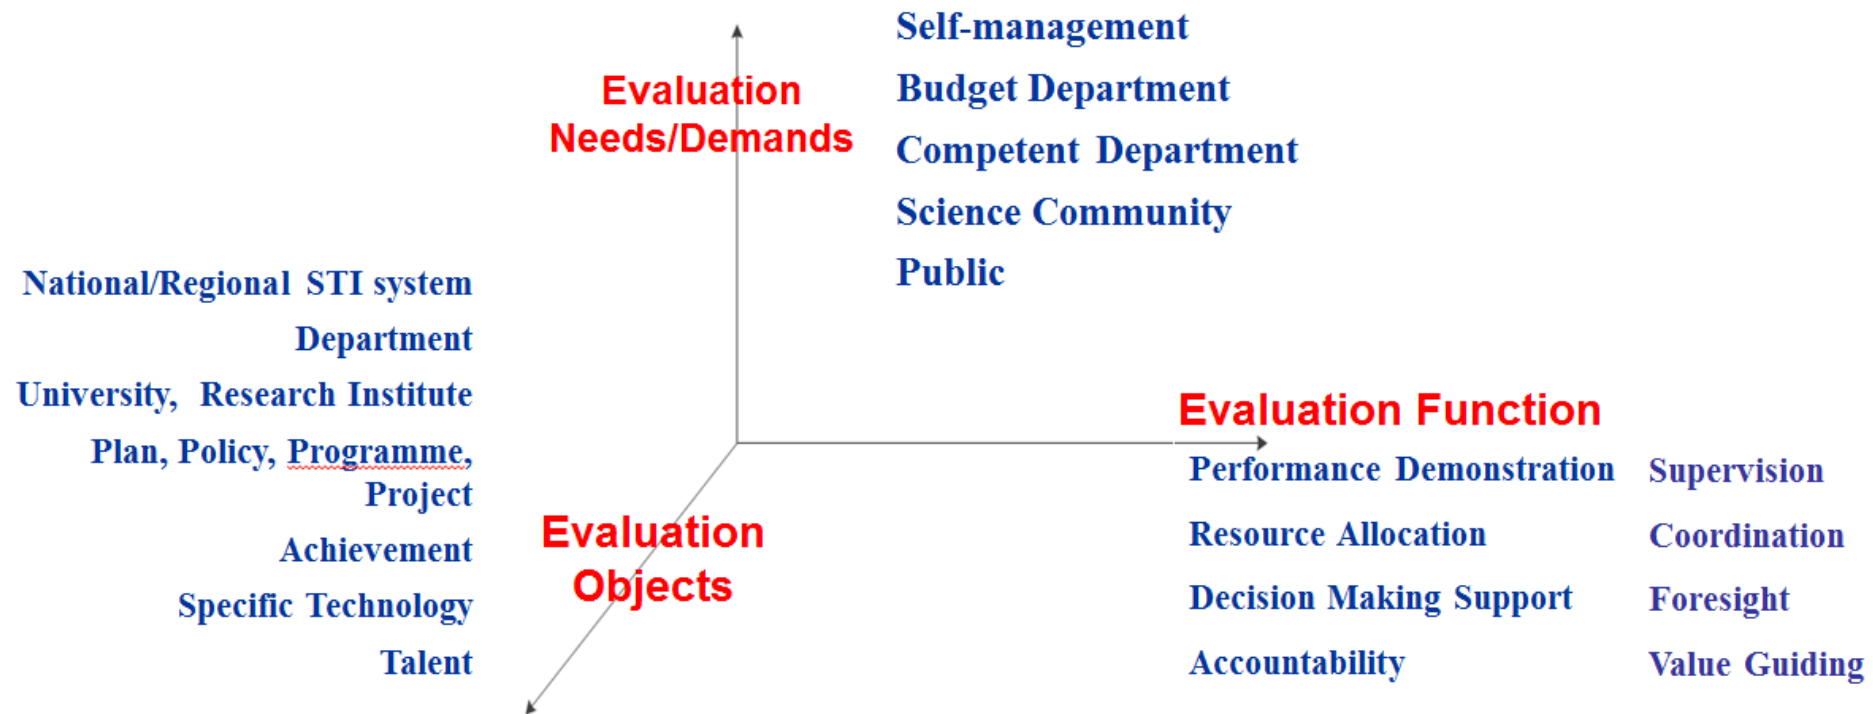 Evaluation
Needs/Demands
Self-management
Budget Department
Competent Department
Science Community
Public
National/Regional STI system
Department
University, Research Institute
Plan, Policy, Programme,
Project
Achievement
Specific Technology
Talent
Evaluation
Objects
Evaluation Function
Performance Demonstration Supervision
Resource Allocation Coordination
Decision Making Support Foresight
Accountability Value Guiding